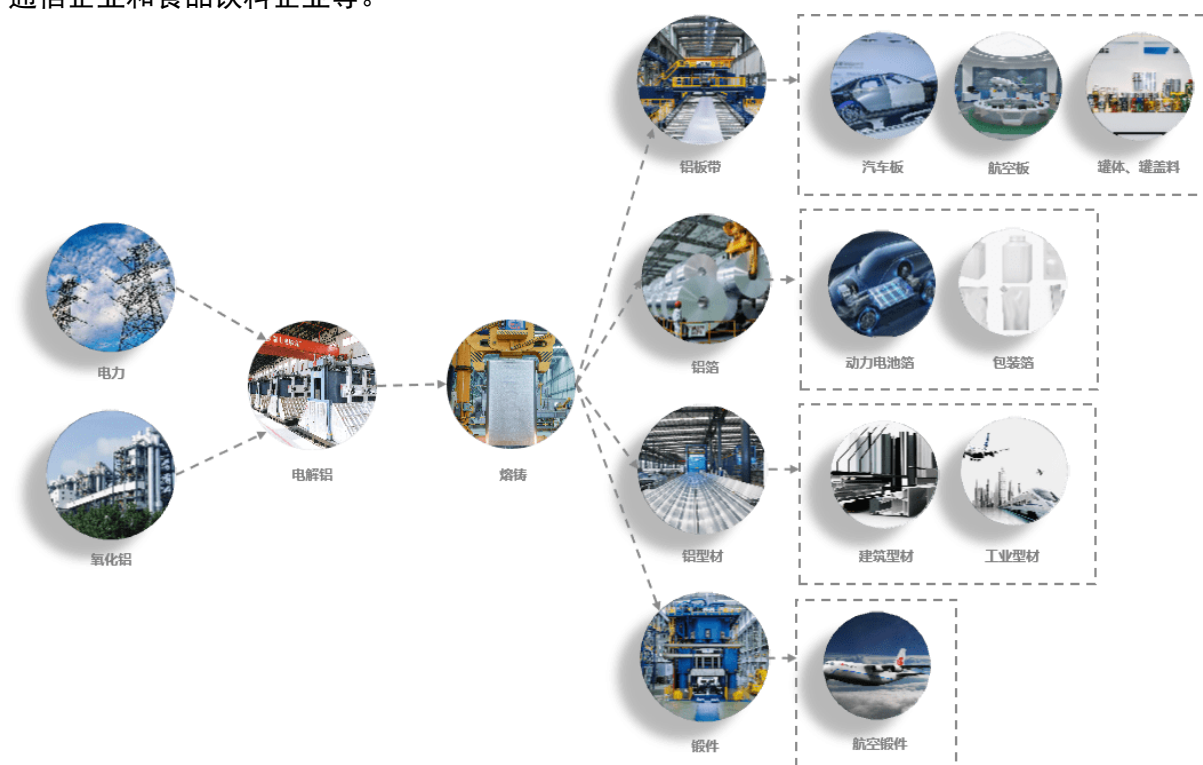 通信企业和食品饮料企业等。
铝板带
汽车板
航空板
罐体、罐盖料
电力
铝箔
动力电池箔
包装箔
电解铝
熔铸
氧化铝
铝型材
建筑型材
工业型材
锻件
航空锻件